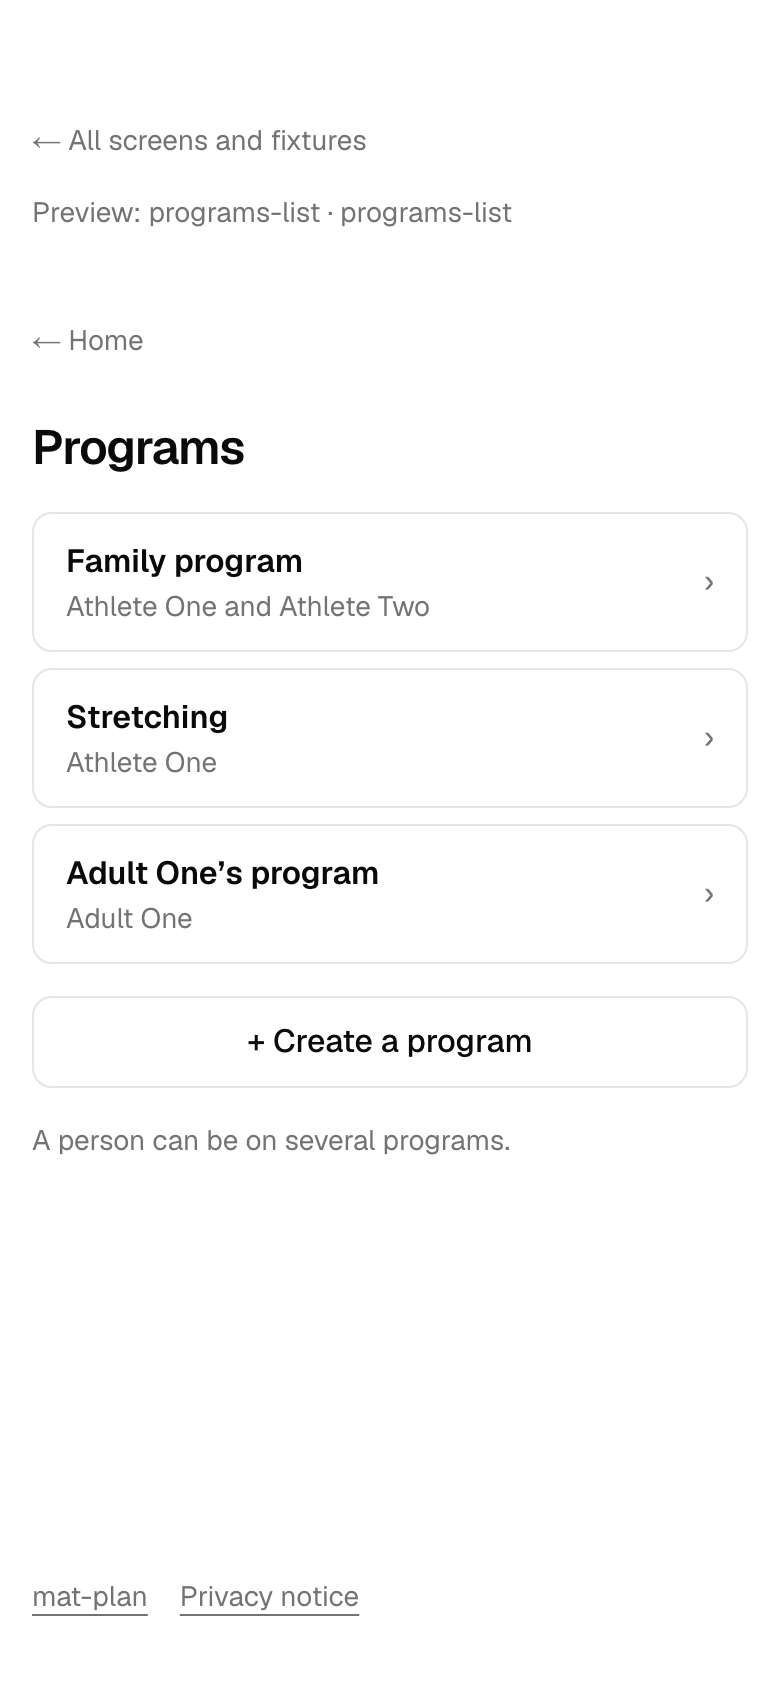 ← All screens and fixtures
Preview: programs-list · programs-list
← Home
Programs
Family program
Athlete One and Athlete Two
›
Stretching
Athlete One
›
Adult One’s program
Adult One
›
+ Create a program
A person can be on several programs.
mat-plan Privacy notice